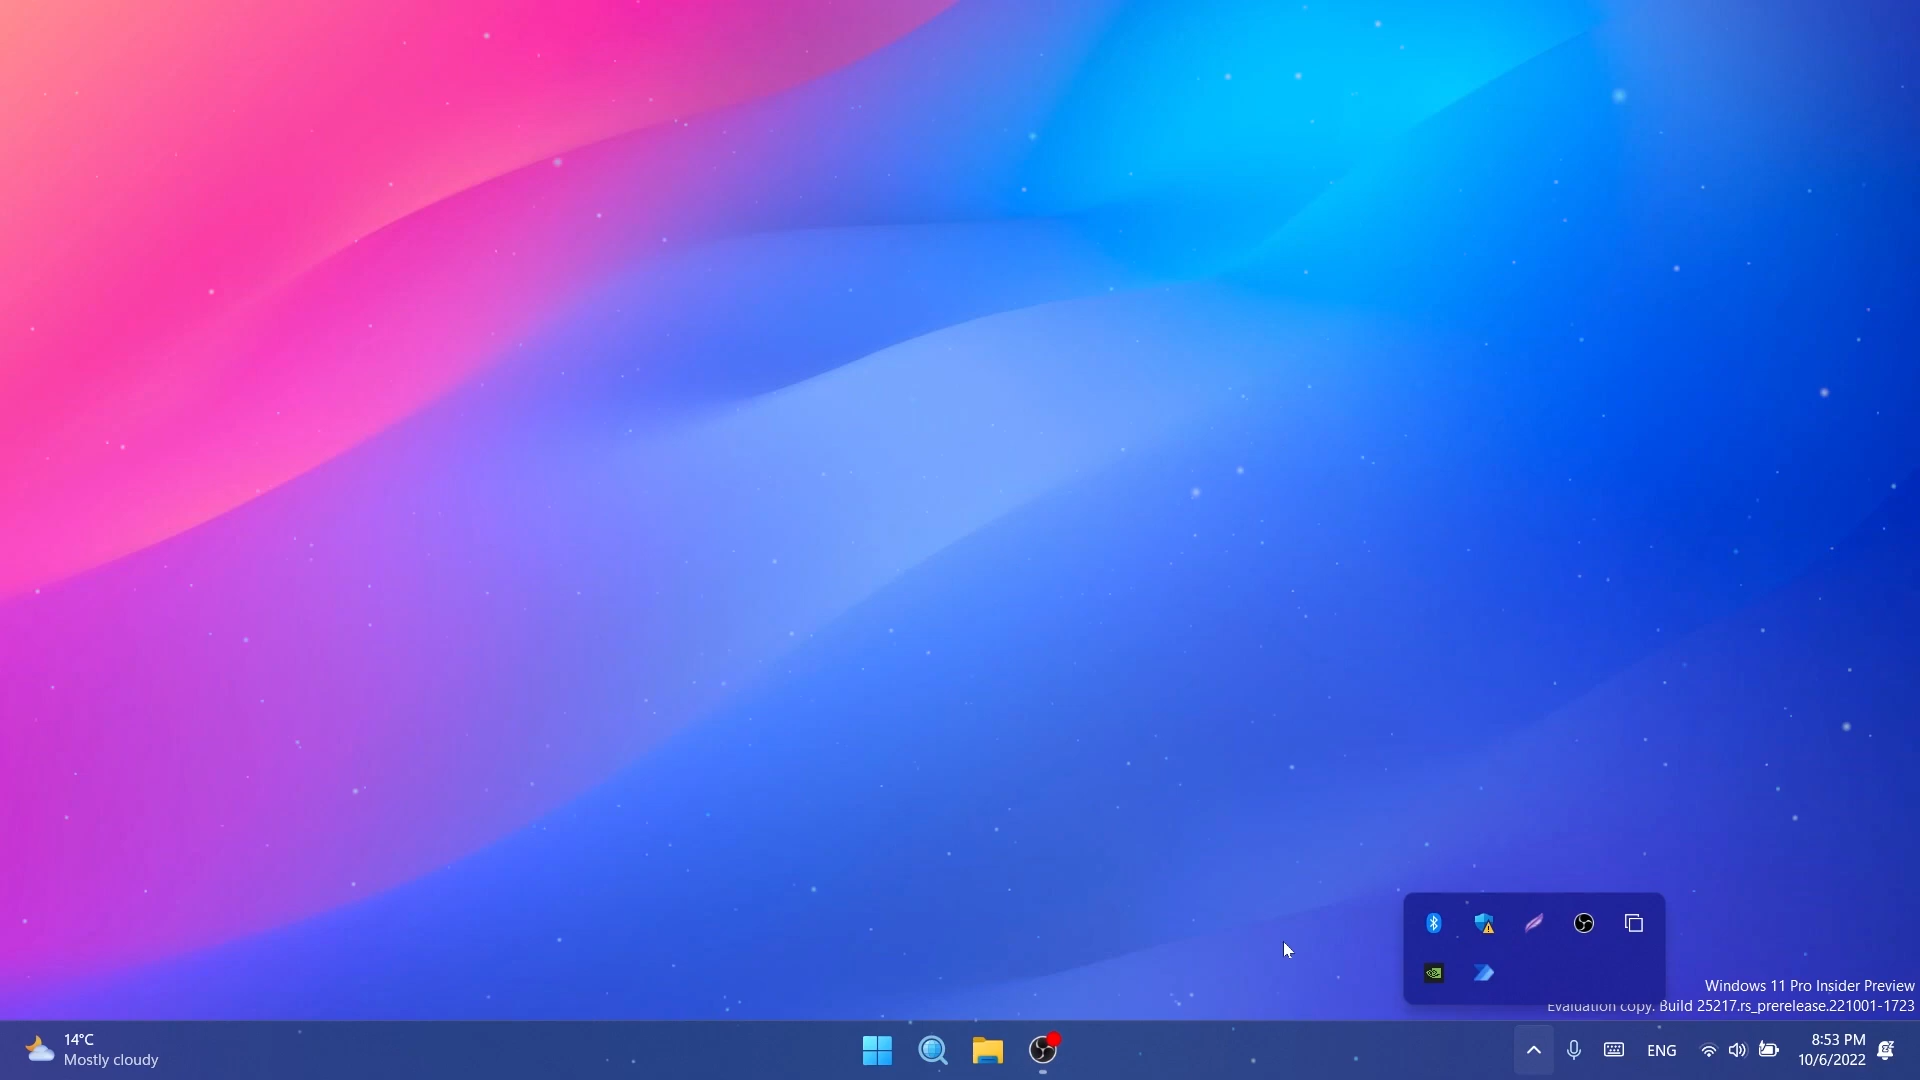 Windows 11 Pro Insider Preview
Evaluation copy. Build 25217.rs_prerelease.221001-1723
14°C
Mostly cloudy
ENG
8:53 PM
10/6/2022